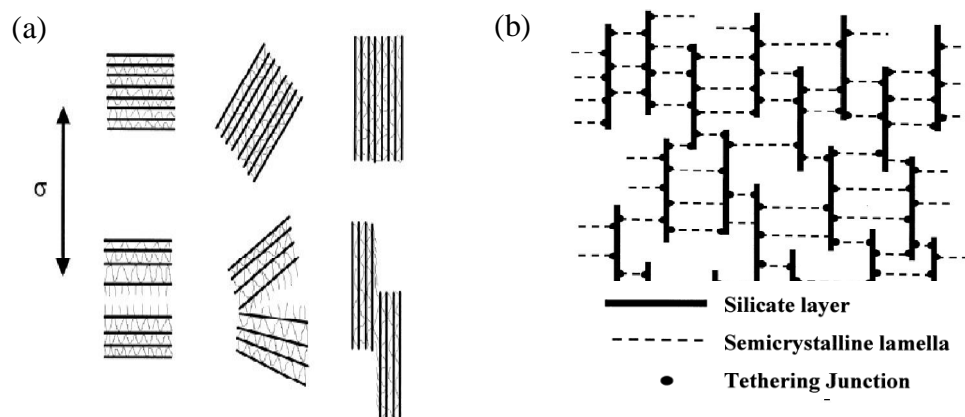 (a)
(b)
σ
Silicate layer
Semicrystalline lamella
Tethering Junction